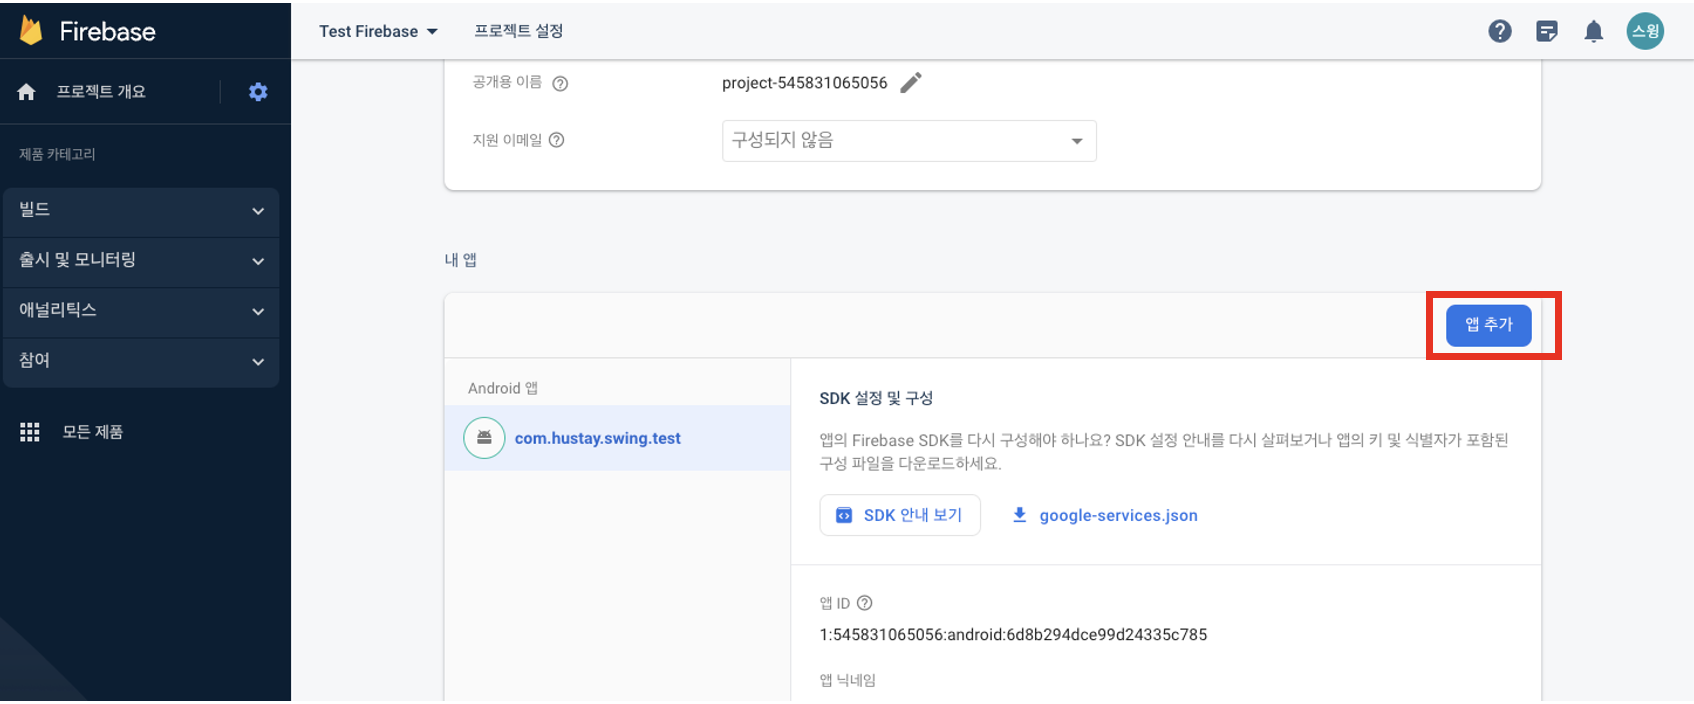 Firebase
Test Firebase
프로젝트 설정
스윙
프로젝트 개요
제품 카테고리
빌드
출시 및 모니터링
애널리틱스
참여
모든 제품
공개용 이름
project-545831065056
지원 이메일
구성되지 않음
내 앱
앱 추가
Android 앱
com.hustay.swing.test
SDK 설정 및 구성
앱의 Firebase SDK를 다시 구성해야 하나요? SDK 설정 안내를 다시 살펴보거나 앱의 키 및 식별자가 포함된
구성 파일을 다운로드하세요.
SDK 안내 보기
google-services.json
앱 ID
1:545831065056:android:6d8b294dce99d24335c785
앱 닉네임